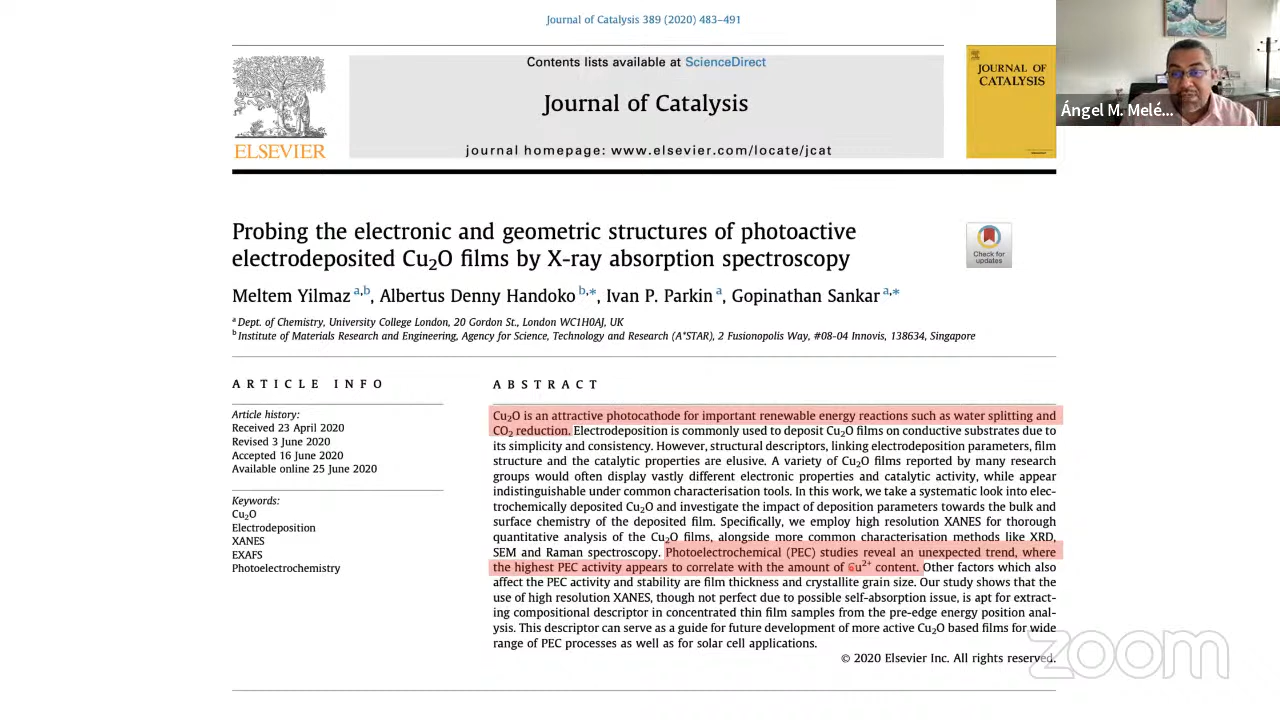 Journal of Catalysis 389 (2020) 483–491
Contents lists available at ScienceDirect
Journal of Catalysis
journal homepage: www.elsevier.com/locate/jcat
ELSEVIER
JOURNAL OF
CATALYSIS
Ángel M. Melé...
Probing the electronic and geometric structures of photoactive
electrodeposited Cu₂O films by X-ray absorption spectroscopy
Check for
updates
Meltem Yilmaz a,b, Albertus Denny Handoko b,*, Ivan P. Parkin a, Gopinathan Sankar a,*
a Dept. of Chemistry, University College London, 20 Gordon St., London WC1H0AJ, UK
b Institute of Materials Research and Engineering, Agency for Science, Technology and Research (A*STAR), 2 Fusionopolis Way, #08-04 Innovis, 138634, Singapore
ARTICLE INFO
Article history:
Received 23 April 2020
Revised 3 June 2020
Accepted 16 June 2020
Available online 25 June 2020
Keywords:
Cu₂O
Electrodeposition
XANES
EXAFS
Photoelectrochemistry
ABSTRACT
Cu₂O is an attractive photocathode for important renewable energy reactions such as water splitting and
CO₂ reduction. Electrodeposition is commonly used to deposit Cu₂O films on conductive substrates due to
its simplicity and consistency. However, structural descriptors, linking electrodeposition parameters, film
structure and the catalytic properties are elusive. A variety of Cu₂O films reported by many research
groups would often display vastly different electronic properties and catalytic activity, while appear
indistinguishable under common characterisation tools. In this work, we take a systematic look into elec-
trochemically deposited Cu₂O and investigate the impact of deposition parameters towards the bulk and
surface chemistry of the deposited film. Specifically, we employ high resolution XANES for thorough
quantitative analysis of the Cu₂O films, alongside more common characterisation methods like XRD,
SEM and Raman spectroscopy. Photoelectrochemical (PEC) studies reveal an unexpected trend, where
the highest PEC activity appears to correlate with the amount of Cu²⁺ content. Other factors which also
affect the PEC activity and stability are film thickness and crystallite grain size. Our study shows that the
use of high resolution XANES, though not perfect due to possible self-absorption issue, is apt for extract-
ing compositional descriptor in concentrated thin film samples from the pre-edge energy position anal-
ysis. This descriptor can serve as a guide for future development of more active Cu₂O based films for wide
range of PEC processes as well as for solar cell applications.
© 2020 Elsevier Inc. All rights reserved.
zoom